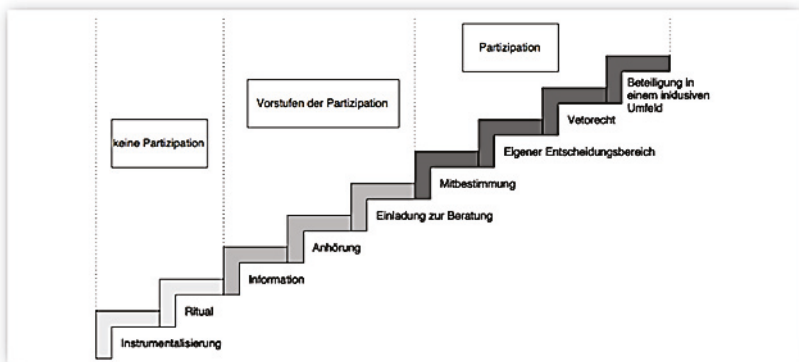 Partizipation
Vorstufen der Partizipation
keine Partizipation
Beteiligung in
einem inklusiven
Umfeld
Vetorecht
Eigener Entscheidungsbereich
Mitbestimmung
Einladung zur Beratung
Anhörung
Information
Ritual
Instrumentalisierung